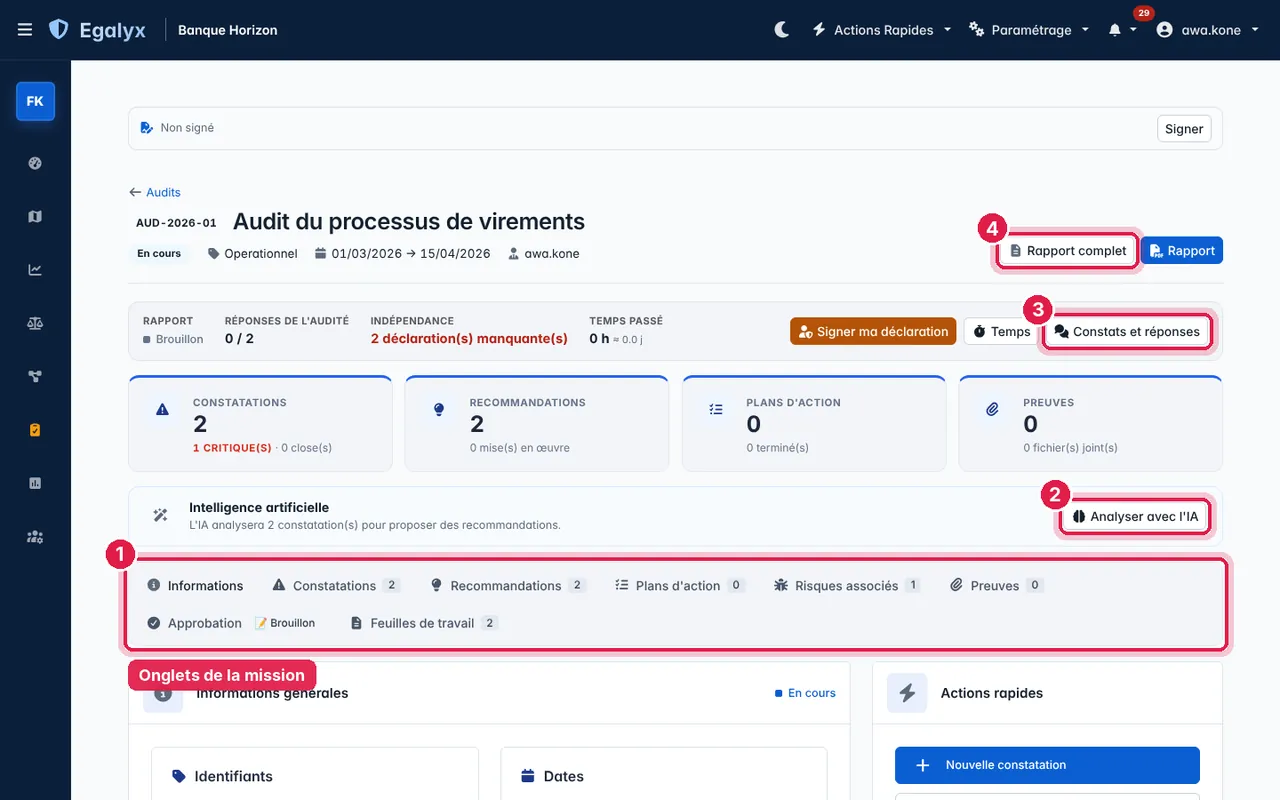 Egalyx
Banque Horizon
Actions Rapides
Paramétrage
29
awa.kone
FK
Non signé
Signer
Audits
AUD-2026-01
Audit du processus de virements
En cours
Operationnel
01/03/2026 → 15/04/2026
awa.kone
4
Rapport complet
Rapport
RAPPORT
Brouillon
RÉPONSES DE L'AUDITÉ
0 / 2
INDÉPENDANCE
2 déclaration(s) manquante(s)
TEMPS PASSÉ
0 h ≈ 0.0 j
Signer ma déclaration
Temps
3
Constats et réponses
CONSTATATIONS
2
1 CRITIQUE(S) · 0 close(s)
RECOMMANDATIONS
2
0 mise(s) en œuvre
PLANS D'ACTION
0
0 terminé(s)
PREUVES
0
0 fichier(s) joint(s)
Intelligence artificielle
L'IA analysera 2 constatation(s) pour proposer des recommandations.
2
Analyser avec l'IA
1
Informations
Constatations 2
Recommandations 2
Plans d'action 0
Risques associés 1
Preuves 0
Approbation
Brouillon
Feuilles de travail 2
Onglets de la mission
Informations générales
En cours
Actions rapides
Identifiants
Dates
Nouvelle constatation